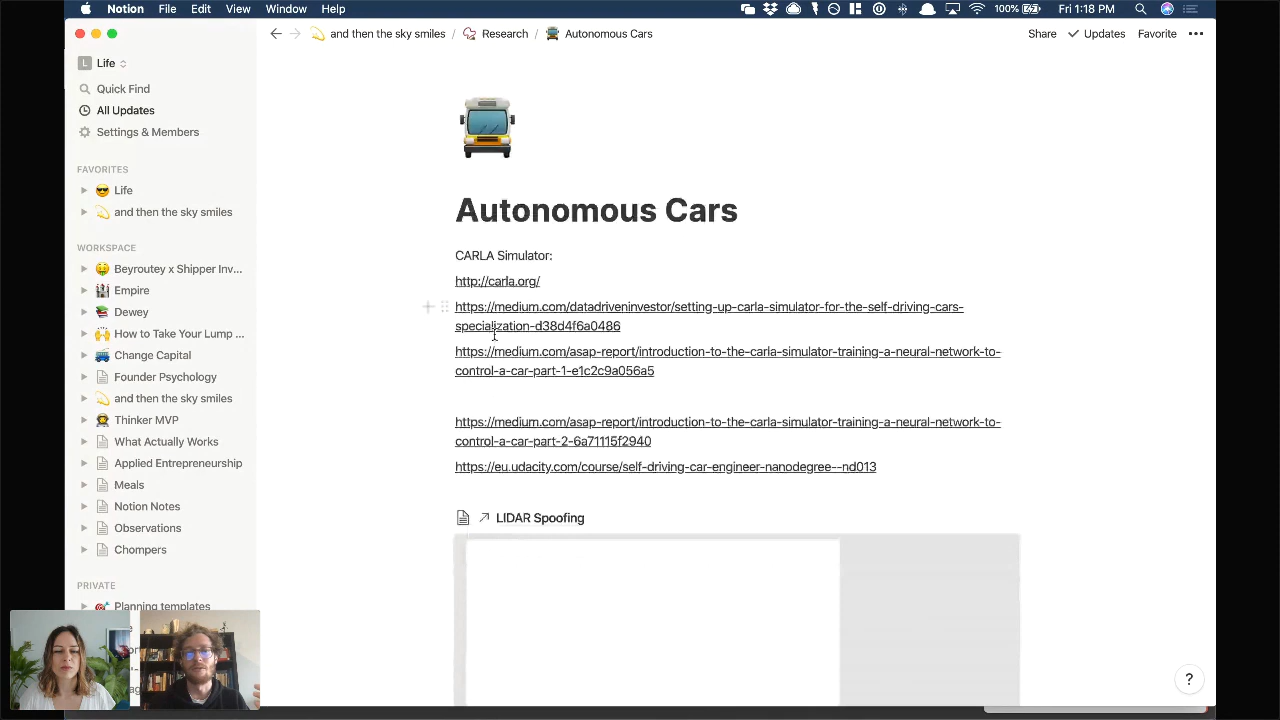 Notion File Edit View Window Help 100% Fri 1:18 PM
and then the sky smiles / Research / Autonomous Cars Share Updates Favorite
L Life
Quick Find
All Updates
Settings & Members
FAVORITES
Life
and then the sky smiles
WORKSPACE
Beyroutey x Shipper Inv...
Empire
Dewey
How to Take Your Lump ...
Change Capital
Founder Psychology
and then the sky smiles
Thinker MVP
What Actually Works
Applied Entrepreneurship
Meals
Notion Notes
Observations
Chompers
PRIVATE
Planning templates
Autonomous Cars
CARLA Simulator:
http://carla.org/
https://medium.com/datadriveninvestor/setting-up-carla-simulator-for-the-self-driving-cars-
specialization-d38d4f6a0486
https://medium.com/asap-report/introduction-to-the-carla-simulator-training-a-neural-network-to-
control-a-car-part-1-e1c2c9a056a5
https://medium.com/asap-report/introduction-to-the-carla-simulator-training-a-neural-network-to-
control-a-car-part-2-6a71115f2940
https://eu.udacity.com/course/self-driving-car-engineer-nanodegree--nd013
LIDAR Spoofing
?